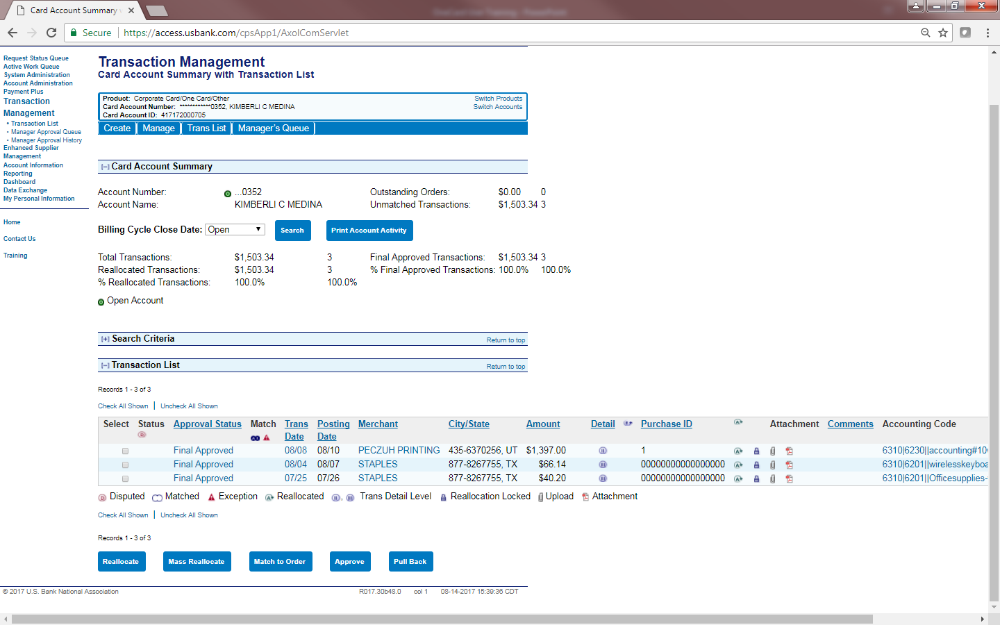 Card Account Summary
Secure
https://access.usbank.com/cpsApp1/AxolComServlet
Request Status Queue
Active Work Queue
System Administration
Account Administration
Payment Plus
Transaction
Management
• Transaction List
• Manager Approval Queue
• Manager Approval History
Enhanced Supplier
Management
Account Information
Reporting
Dashboard
Data Exchange
My Personal Information
Home
Contact Us
Training
Transaction Management
Card Account Summary with Transaction List
Product: Corporate Card/One Card/Other Switch Products
Card Account Number: ************0352, KIMBERLI C MEDINA Switch Accounts
Card Account ID: 417172000705
Create Manage Trans List Manager's Queue
[–] Card Account Summary
Account Number: ...0352 Outstanding Orders: $0.00 0
Account Name: KIMBERLI C MEDINA Unmatched Transactions: $1,503.34 3
Billing Cycle Close Date: Open Search Print Account Activity
Total Transactions: $1,503.34 3 Final Approved Transactions: $1,503.34 3
Reallocated Transactions: $1,503.34 3 % Final Approved Transactions: 100.0% 100.0%
% Reallocated Transactions: 100.0% 100.0%
Open Account
[+] Search Criteria Return to top
[–] Transaction List Return to top
Records 1 - 3 of 3
Check All Shown | Uncheck All Shown
Select Status Approval Status Match Trans Date Posting Date Merchant City/State Amount Detail Purchase ID Attachment Comments Accounting Code
Final Approved 08/08 08/10 PECZUH PRINTING 435-6370256, UT $1,397.00 1 6310|6230||accounting#10
Final Approved 08/04 08/07 STAPLES 877-8267755, TX $66.14 00000000000000000 6310|6201||wirelesskeyboa
Final Approved 07/25 07/26 STAPLES 877-8267755, TX $40.20 00000000000000000 6310|6201||Officesupplies-
Disputed Matched Exception Reallocated , Trans Detail Level Reallocation Locked Upload Attachment
Check All Shown | Uncheck All Shown
Records 1 - 3 of 3
Reallocate Mass Reallocate Match to Order Approve Pull Back
© 2017 U.S. Bank National Association R017.30b48.0 col 1 08-14-2017 15:39:36 CDT